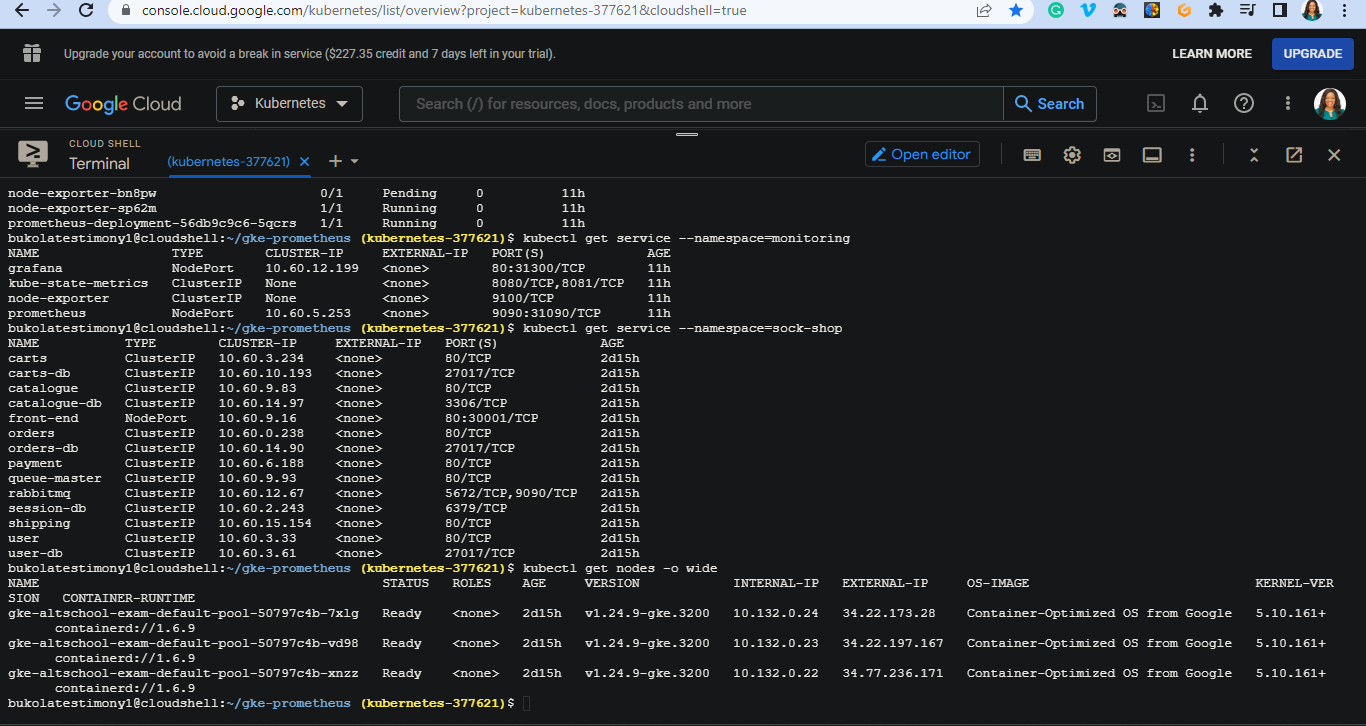 console.cloud.google.com/kubernetes/list/overview?project=kubernetes-377621&cloudshell=true
Upgrade your account to avoid a break in service ($227.35 credit and 7 days left in your trial).
LEARN MORE
UPGRADE
Google Cloud
Kubernetes
Search (/) for resources, docs, products and more
Search
CLOUD SHELL
Terminal
(kubernetes-377621)
Open editor
node-exporter-bn8pw 0/1 Pending 0 11h
node-exporter-sp62m 1/1 Running 0 11h
prometheus-deployment-56db9c9c6-5qcrs 1/1 Running 0 11h
bukolatestimony1@cloudshell:~/gke-prometheus (kubernetes-377621)$ kubectl get service --namespace=monitoring
NAME TYPE CLUSTER-IP EXTERNAL-IP PORT(S) AGE
grafana NodePort 10.60.12.199 <none> 80:31300/TCP 11h
kube-state-metrics ClusterIP None <none> 8080/TCP,8081/TCP 11h
node-exporter ClusterIP None <none> 9100/TCP 11h
prometheus NodePort 10.60.5.253 <none> 9090:31090/TCP 11h
bukolatestimony1@cloudshell:~/gke-prometheus (kubernetes-377621)$ kubectl get service --namespace=sock-shop
NAME TYPE CLUSTER-IP EXTERNAL-IP PORT(S) AGE
carts ClusterIP 10.60.3.234 <none> 80/TCP 2d15h
carts-db ClusterIP 10.60.10.193 <none> 27017/TCP 2d15h
catalogue ClusterIP 10.60.9.83 <none> 80/TCP 2d15h
catalogue-db ClusterIP 10.60.14.97 <none> 3306/TCP 2d15h
front-end NodePort 10.60.9.16 <none> 80:30001/TCP 2d15h
orders ClusterIP 10.60.0.238 <none> 80/TCP 2d15h
orders-db ClusterIP 10.60.14.90 <none> 27017/TCP 2d15h
payment ClusterIP 10.60.6.188 <none> 80/TCP 2d15h
queue-master ClusterIP 10.60.9.93 <none> 80/TCP 2d15h
rabbitmq ClusterIP 10.60.12.67 <none> 5672/TCP,9090/TCP 2d15h
session-db ClusterIP 10.60.2.243 <none> 6379/TCP 2d15h
shipping ClusterIP 10.60.15.154 <none> 80/TCP 2d15h
user ClusterIP 10.60.3.33 <none> 80/TCP 2d15h
user-db ClusterIP 10.60.3.61 <none> 27017/TCP 2d15h
bukolatestimony1@cloudshell:~/gke-prometheus (kubernetes-377621)$ kubectl get nodes -o wide
NAME STATUS ROLES AGE VERSION INTERNAL-IP EXTERNAL-IP OS-IMAGE KERNEL-VER
SION CONTAINER-RUNTIME
gke-altschool-exam-default-pool-50797c4b-7xlg Ready <none> 2d15h v1.24.9-gke.3200 10.132.0.24 34.22.173.28 Container-Optimized OS from Google 5.10.161+
containerd://1.6.9
gke-altschool-exam-default-pool-50797c4b-vd98 Ready <none> 2d15h v1.24.9-gke.3200 10.132.0.23 34.22.197.167 Container-Optimized OS from Google 5.10.161+
containerd://1.6.9
gke-altschool-exam-default-pool-50797c4b-xnzz Ready <none> 2d15h v1.24.9-gke.3200 10.132.0.22 34.77.236.171 Container-Optimized OS from Google 5.10.161+
containerd://1.6.9
bukolatestimony1@cloudshell:~/gke-prometheus (kubernetes-377621)$